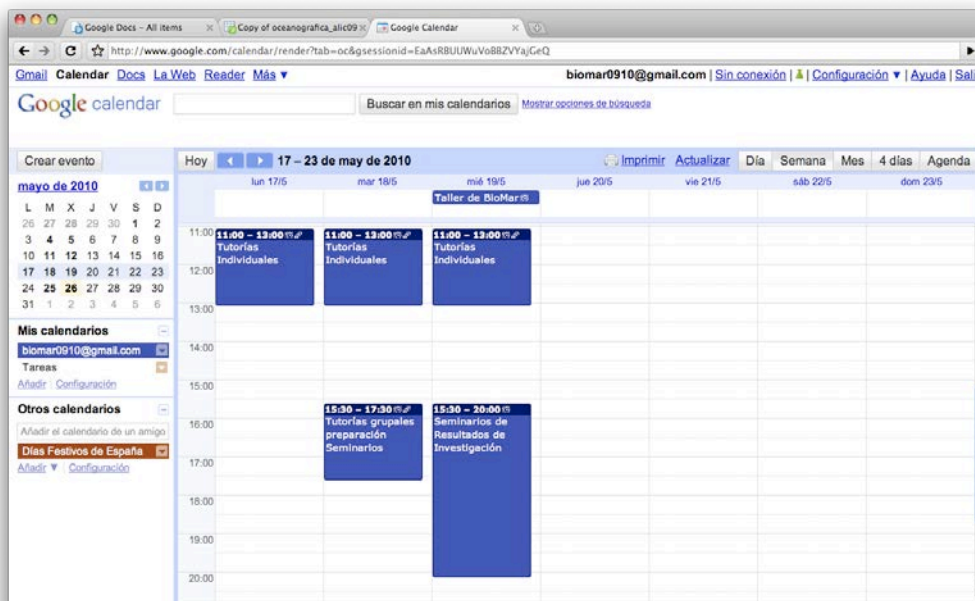 Google Docs - All items
Copy of oceanografica_alic09
Google Calendar
http://www.google.com/calendar/render?tab=oc&gsessionid=EaAsRBUUWuVoBBZVYAjGeQ
Gmail Calendar Docs La Web Reader Más ▼
biomar0910@gmail.com | Sin conexión | Configuración ▼ | Ayuda | Sali
Google calendar
Buscar en mis calendarios
Mostrar opciones de búsqueda
Crear evento
Hoy
17 – 23 de may de 2010
Imprimir Actualizar Día Semana Mes 4 días Agenda
mayo de 2010
L M X J V S D
26 27 28 29 30 1 2
3 4 5 6 7 8 9
10 11 12 13 14 15 16
17 18 19 20 21 22 23
24 25 26 27 28 29 30
31 1 2 3 4 5 6
Mis calendarios
biomar0910@gmail.com
Tareas
Añadir Configuración
Otros calendarios
Añadir el calendario de un amigo
Días Festivos de España
Añadir ▼ Configuración
lun 17/5 mar 18/5 mié 19/5 jue 20/5 vie 21/5 sáb 22/5 dom 23/5
Taller de BioMar
11:00
12:00
13:00
14:00
15:00
16:00
17:00
18:00
19:00
20:00
11:00 – 13:00
Tutorías
Individuales
11:00 – 13:00
Tutorías
Individuales
15:30 – 17:30
Tutorías grupales
preparación
Seminarios
11:00 – 13:00
Tutorías
Individuales
15:30 – 20:00
Seminarios de
Resultados de
Investigación